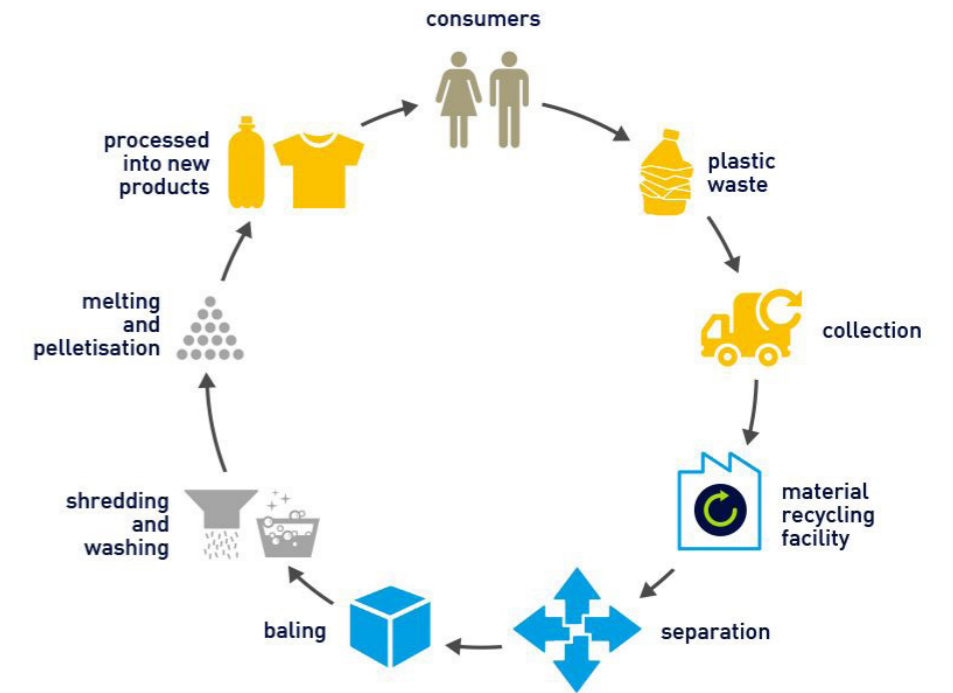 consumers
plastic
waste
collection
material
recycling
facility
separation
baling
shredding
and
washing
melting
and
pelletisation
processed
into new
products